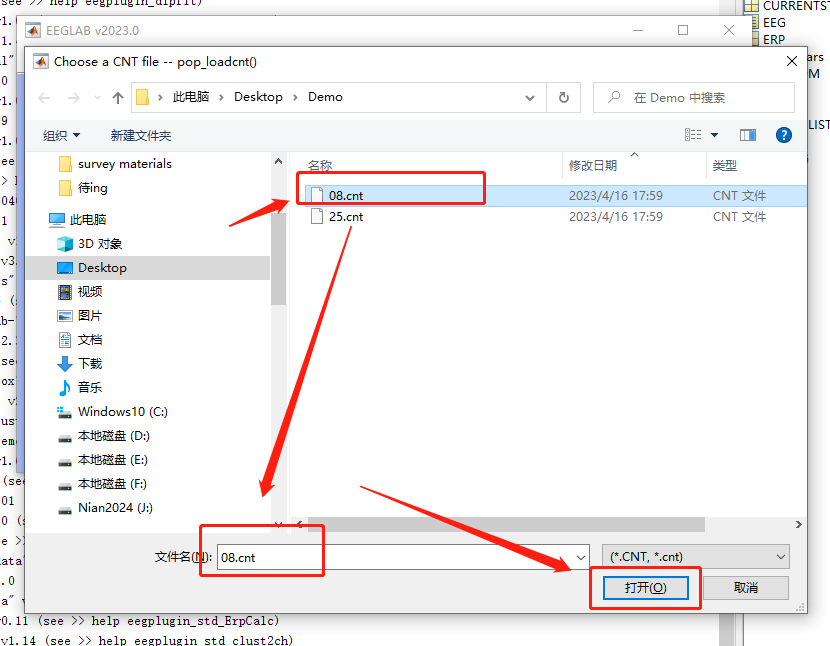 see >> help eegplugin_dipfit)
CURRENTST
EEGLAB v2023.0
EEG
ERP
Choose a CNT file -- pop_loadcnt()
ars
M
此电脑 Desktop Demo
在 Demo 中搜索
LIST
组织 新建文件夹
survey materials
待ing
此电脑
3D 对象
Desktop
视频
图片
文档
下载
音乐
Windows10 (C:)
本地磁盘 (D:)
本地磁盘 (E:)
本地磁盘 (F:)
Nian2024 (J:)
名称 修改日期 类型
08.cnt 2023/4/16 17:59 CNT 文件
25.cnt 2023/4/16 17:59 CNT 文件
文件名(N): 08.cnt (*.CNT, *.cnt)
打开(O) 取消
v0.11 (see >> help eegplugin_std_ErpCalc)
v1.14 (see >> help eegplugin_std_clust2ch)